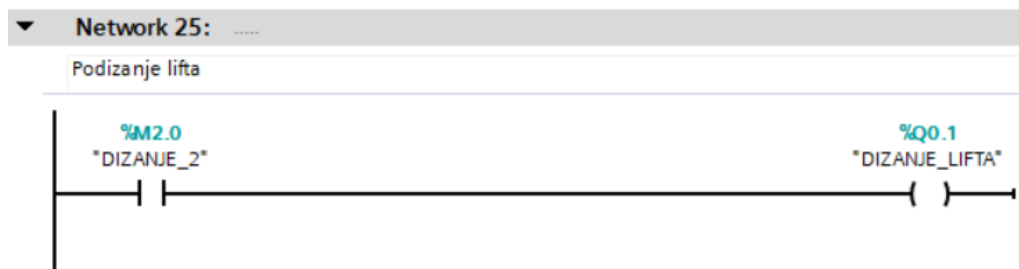 Network 25: .....
Podizanje lifta
%M2.0
"DIZANJE_2"
%Q0.1
"DIZANJE_LIFTA"